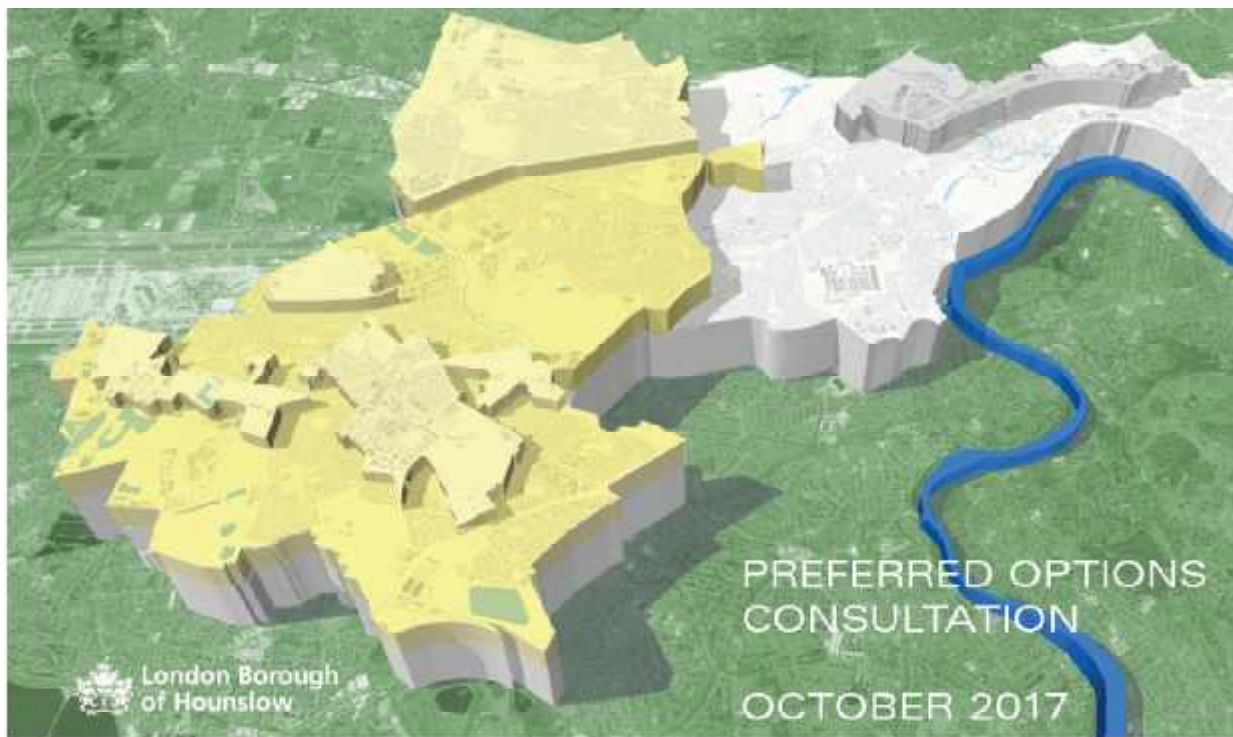 PREFERRED OPTIONS
CONSULTATION
London Borough
of Hounslow
OCTOBER 2017